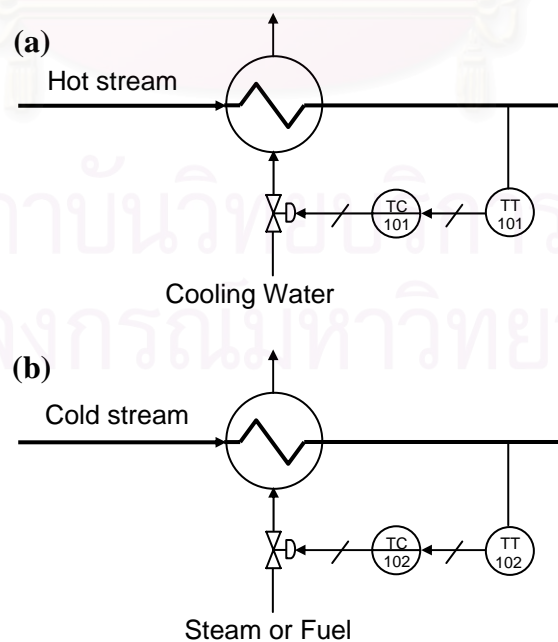 (a)
Hot stream
TC
101
TT
101
Cooling Water
(b)
Cold stream
TC
102
TT
102
Steam or Fuel